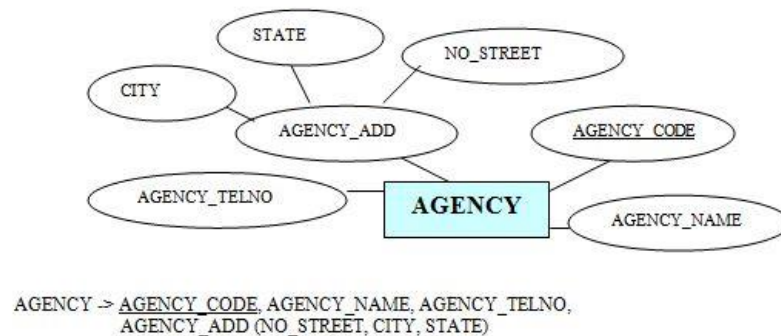 STATE
NO_STREET
CITY
AGENCY_ADD
AGENCY_CODE
AGENCY_TELNO
AGENCY
AGENCY_NAME
AGENCY -> AGENCY_CODE, AGENCY_NAME, AGENCY_TELNO,
AGENCY_ADD (NO_STREET, CITY, STATE)